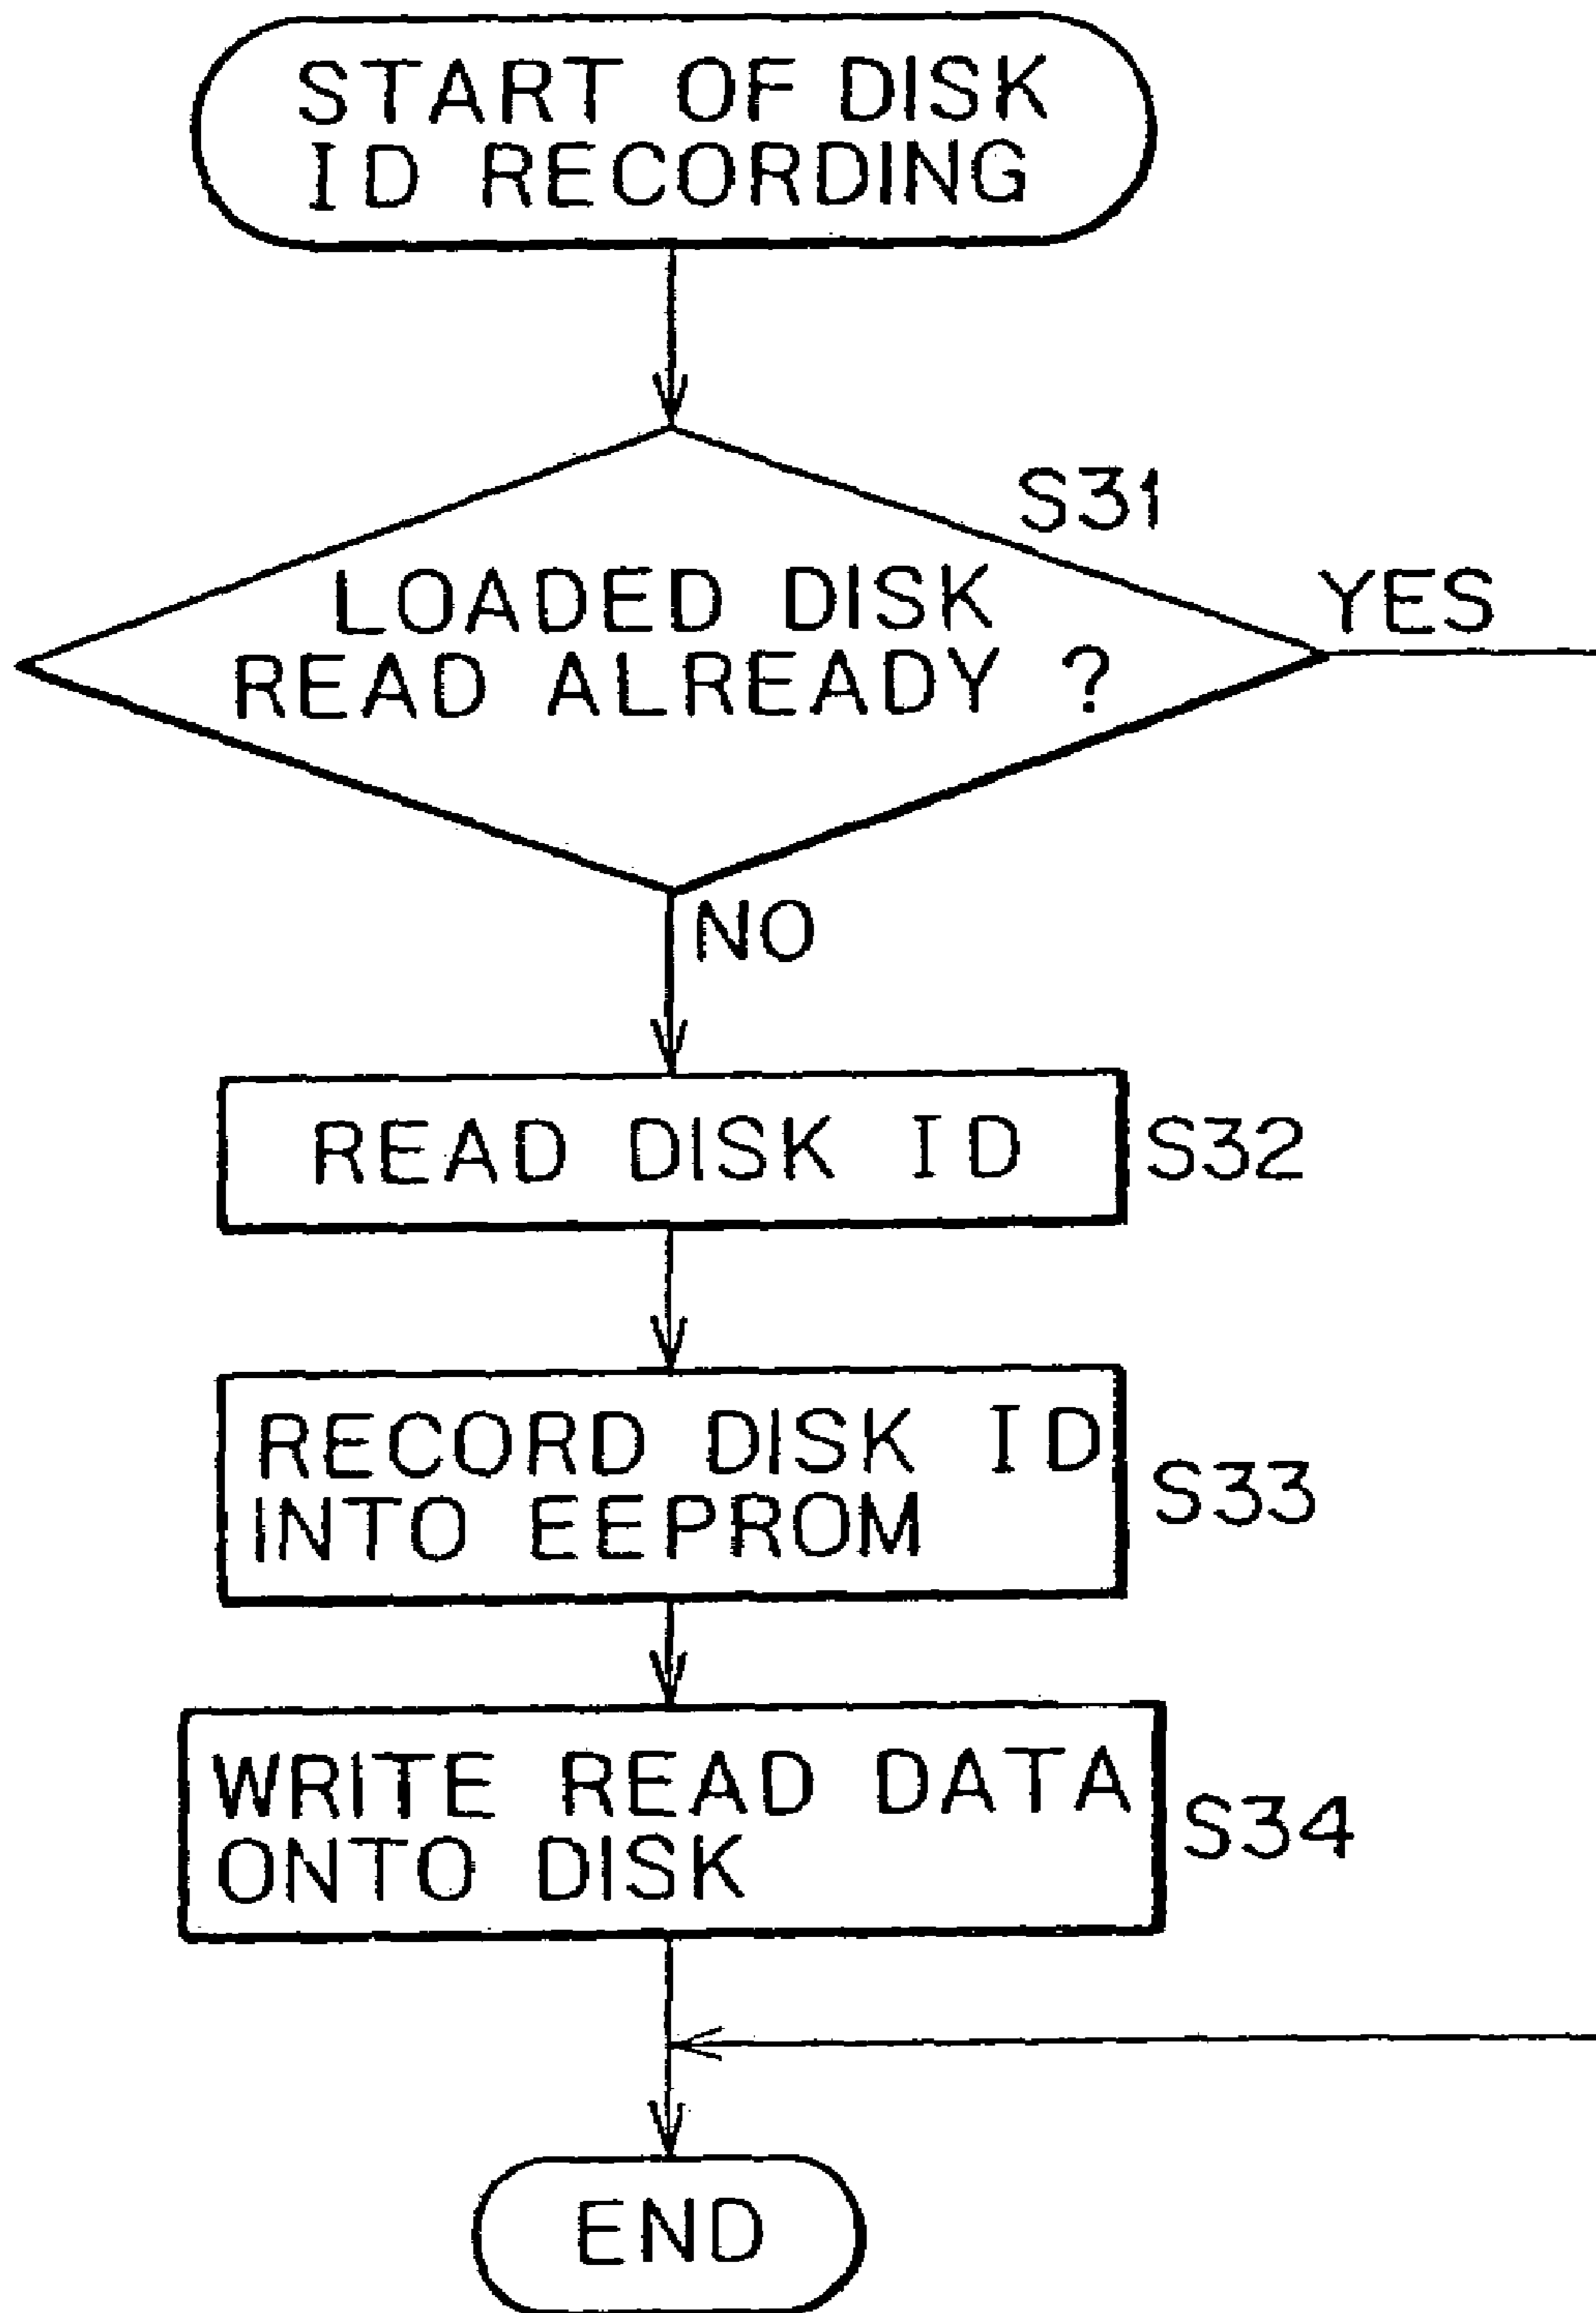 START OF DISK
ID RECORDING
S31
LOADED DISK
READ ALREADY ?
YES
NO
READ DISK ID
S32
RECORD DISK ID
INTO EEPROM
S33
WRITE READ DATA
ONTO DISK
S34
END